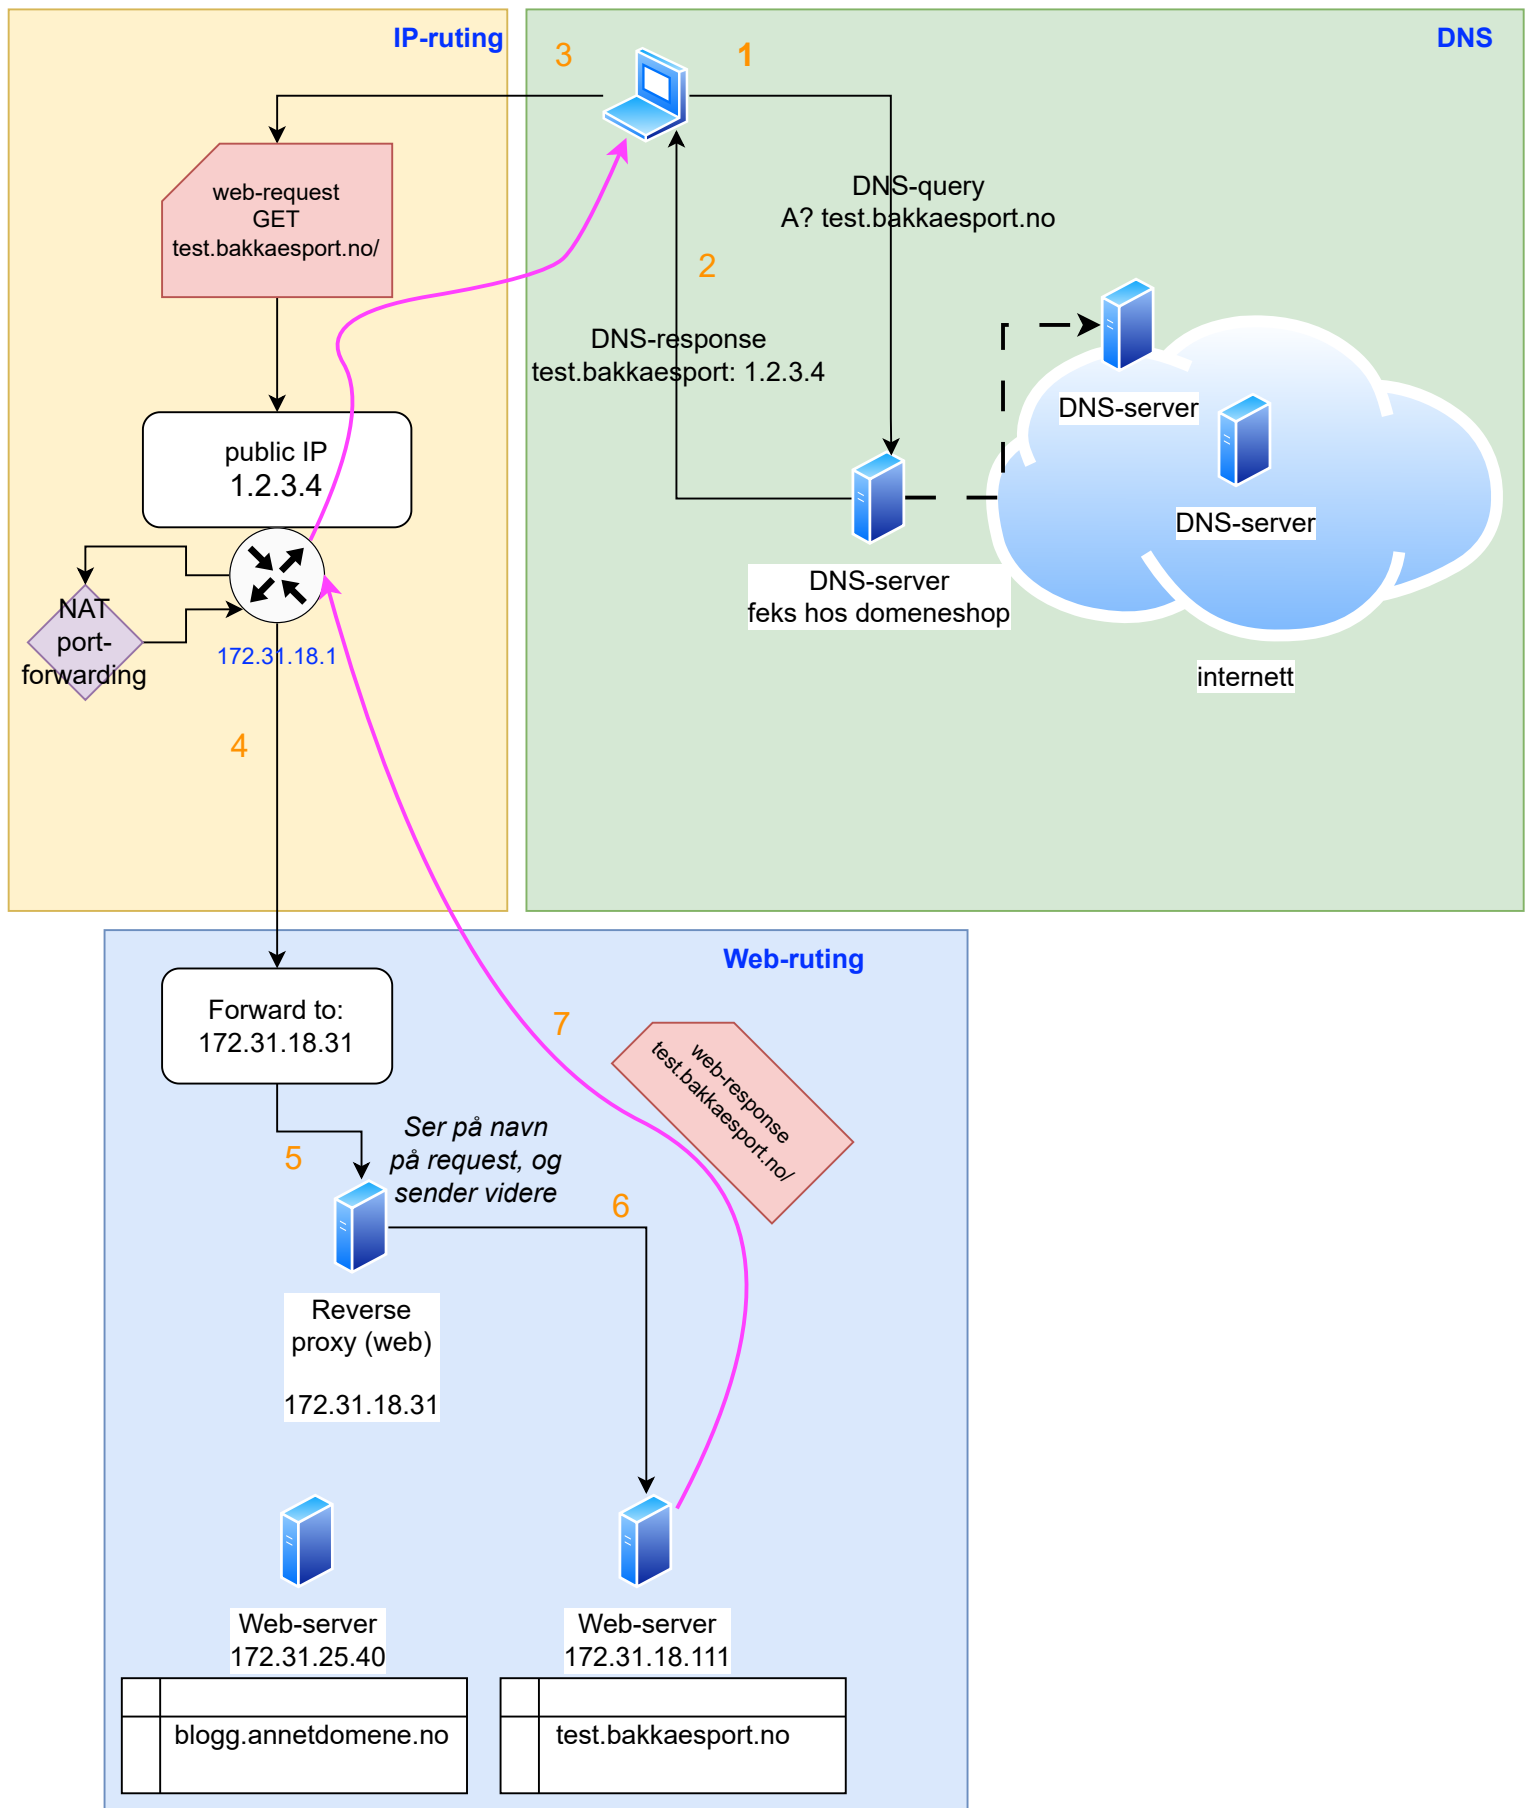 IP-ruting
DNS
3
1
web-request
GET
test.bakkaesport.no/
DNS-query
A? test.bakkaesport.no
2
DNS-response
test.bakkaesport: 1.2.3.4
DNS-server
DNS-server
DNS-server
feks hos domeneshop
internett
public IP
1.2.3.4
NAT
port-
forwarding
172.31.18.1
4
Web-ruting
Forward to:
172.31.18.31
7
web-response
test.bakkaesport.no/
5
Ser på navn
på request, og
sender videre
6
Reverse
proxy (web)
172.31.18.31
Web-server
172.31.25.40
blogg.annetdomene.no
Web-server
172.31.18.111
test.bakkaesport.no